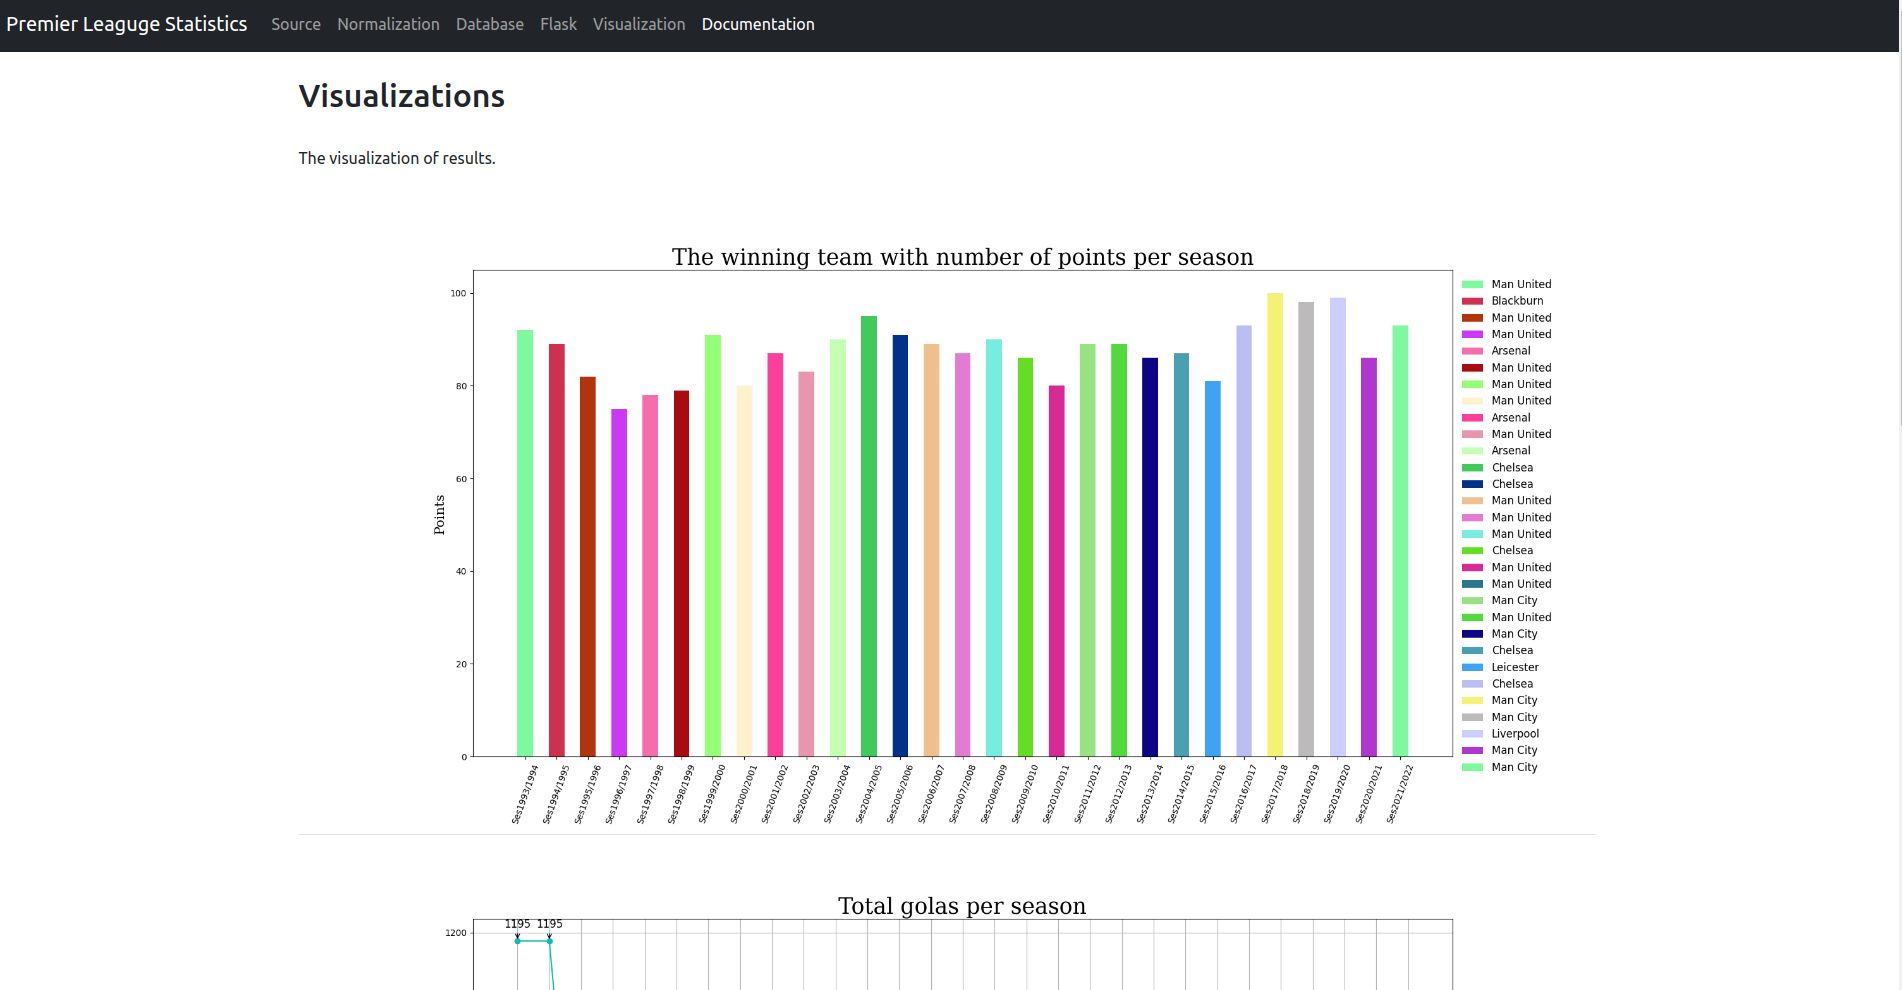 Premier Leaguge Statistics Source Normalization Database Flask Visualization Documentation
Visualizations
The visualization of results.
The winning team with number of points per season
100
80
60
40
20
0
Points
Ses1993/1994
Ses1994/1995
Ses1995/1996
Ses1996/1997
Ses1997/1998
Ses1998/1999
Ses1999/2000
Ses2000/2001
Ses2001/2002
Ses2002/2003
Ses2003/2004
Ses2004/2005
Ses2005/2006
Ses2006/2007
Ses2007/2008
Ses2008/2009
Ses2009/2010
Ses2010/2011
Ses2011/2012
Ses2012/2013
Ses2013/2014
Ses2014/2015
Ses2015/2016
Ses2016/2017
Ses2017/2018
Ses2018/2019
Ses2019/2020
Ses2020/2021
Ses2021/2022
Man United
Blackburn
Man United
Man United
Arsenal
Man United
Man United
Man United
Arsenal
Man United
Arsenal
Chelsea
Chelsea
Man United
Man United
Man United
Chelsea
Man United
Man United
Man City
Man United
Man City
Chelsea
Leicester
Chelsea
Man City
Man City
Liverpool
Man City
Man City
Total golas per season
1195 1195
1200